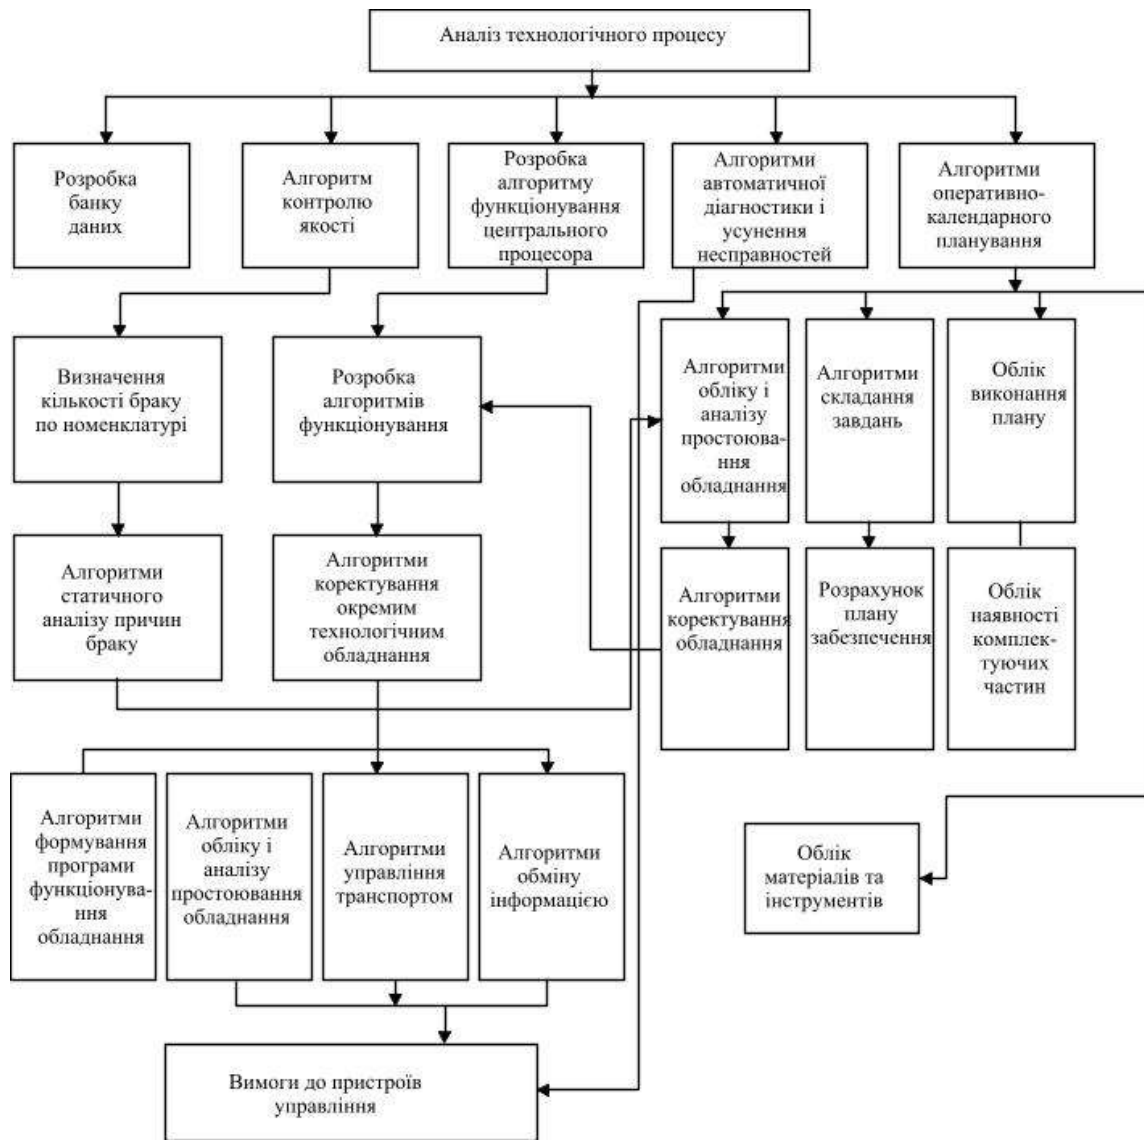 Аналіз технологічного процесу
Розробка
банку
даних
Алгоритм
контролю
якості
Розробка
алгоритму
функціонування
центрального
процесора
Алгоритми
автоматичної
діагностики і
усунення
несправностей
Алгоритми
оперативно-
календарного
планування
Визначення
кількості браку
по номенклатурі
Розробка
алгоритмів
функціонування
Алгоритми
обліку і
аналізу
простоюва-
ння
обладнання
Алгоритми
складання
завдань
Облік
виконання
плану
Алгоритми
статичного
аналізу причин
браку
Алгоритми
коректування
окремим
технологічним
обладнання
Алгоритми
коректування
обладнання
Розрахунок
плану
забезпечення
Облік
наявності
комплек-
туючих
частин
Алгоритми
формування
програми
функціонува-
ння
обладнання
Алгоритми
обліку і
аналізу
простоювання
обладнання
Алгоритми
управління
транспортом
Алгоритми
обміну
інформацією
Облік
матеріалів та
інструментів
Вимоги до пристроїв
управління